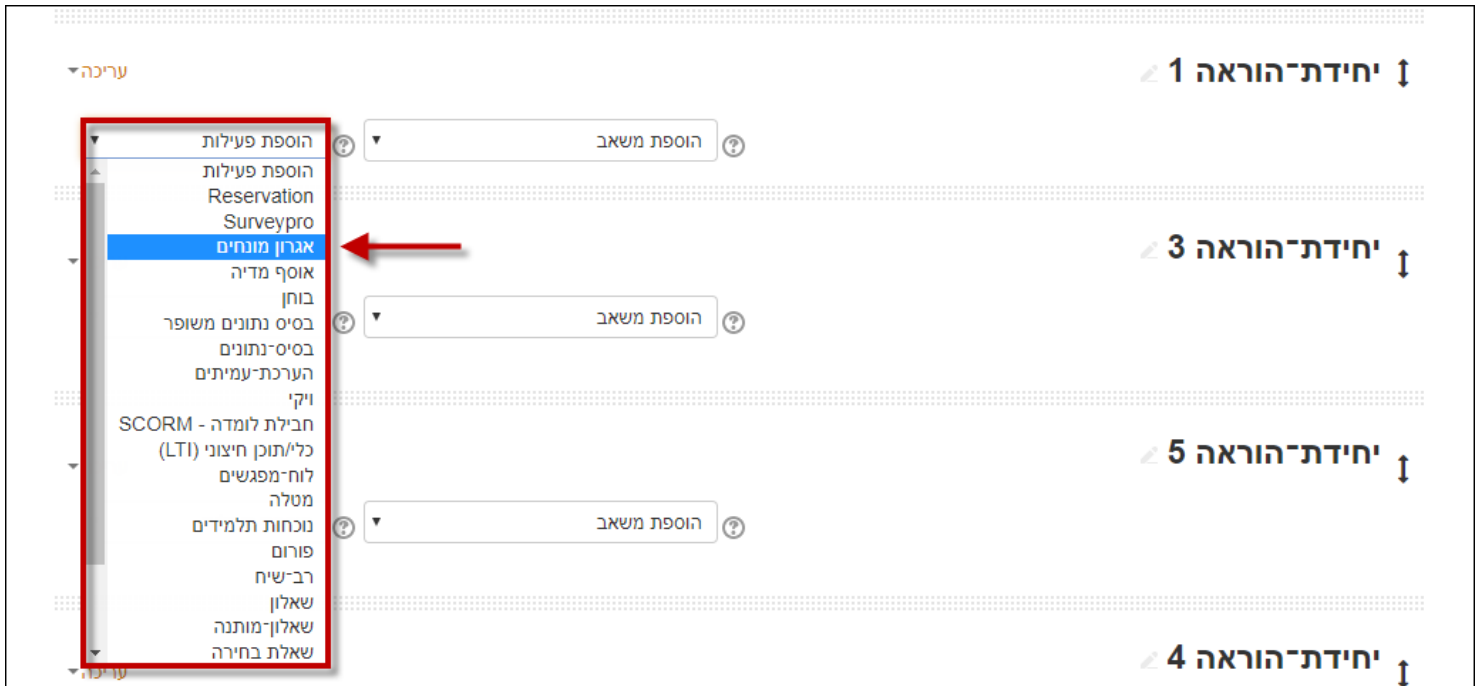 יחידת־הוראה 1
עריכה
הוספת משאב
הוספת פעילות
הוספת פעילות
Reservation
Surveypro
אגרון מונחים
אוסף מדיה
בוחן
בסיס נתונים משופר
בסיס־נתונים
הערכת־עמיתים
ויקי
חבילת לומדה - SCORM
כלי/תוכן חיצוני (LTI)
לוח־מפגשים
מטלה
נוכחות תלמידים
פורום
רב־שיח
שאלון
שאלון־מותנה
שאלת בחירה
יחידת־הוראה 3
הוספת משאב
יחידת־הוראה 5
הוספת משאב
יחידת־הוראה 4
עריכה